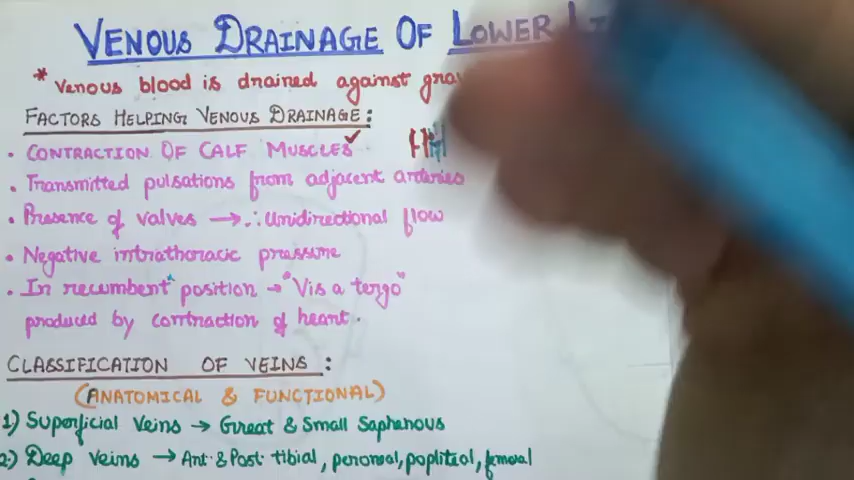 VENOUS DRAINAGE OF LOWER
* Venous blood is drained against
FACTORS HELPING VENOUS DRAINAGE:
• CONTRACTION OF CALF MUSCLES ✓
• Transmitted pulsations from adjacent arteries
• Presence of valves → ∴ Unidirectional flow
• Negative intrathoracic pressure
• In recumbent position → "Vis a tergo"
produced by contraction of heart.
CLASSIFICATION OF VEINS :
(ANATOMICAL & FUNCTIONAL)
1) Superficial Veins → Great & Small Saphenous
2.) Deep Veins → Ant. & Post. tibial, peroneal, popliteal, femoral